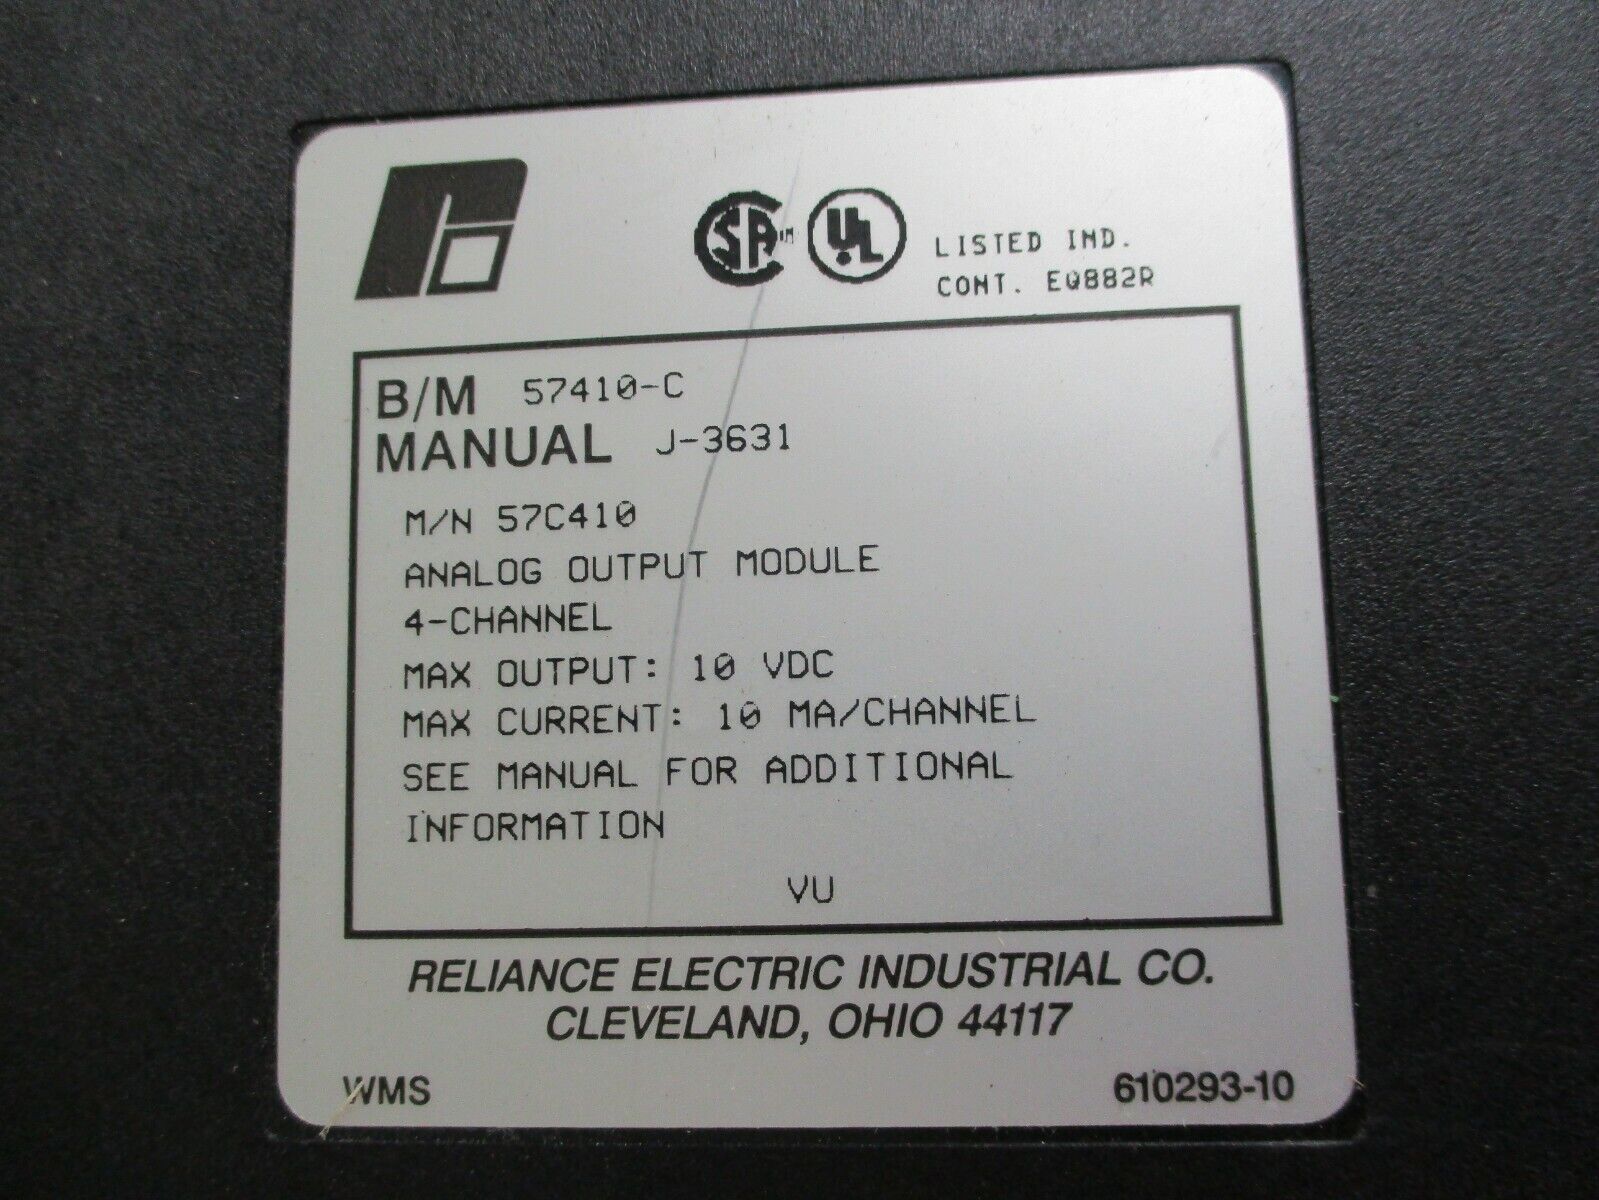 SA
UL
LISTED IND.
CONT. EQ882R
B/M 57410-C
MANUAL J-3631
M/N 57C410
ANALOG OUTPUT MODULE
4-CHANNEL
MAX OUTPUT: 10 VDC
MAX CURRENT: 10 MA/CHANNEL
SEE MANUAL FOR ADDITIONAL
INFORMATION
VU
RELIANCE ELECTRIC INDUSTRIAL CO.
CLEVELAND, OHIO 44117
WMS 610293-10